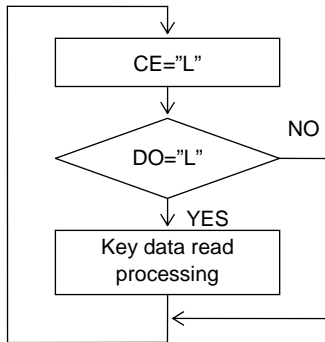 CE=”L”
DO=”L”
NO
YES
Key data read
processing